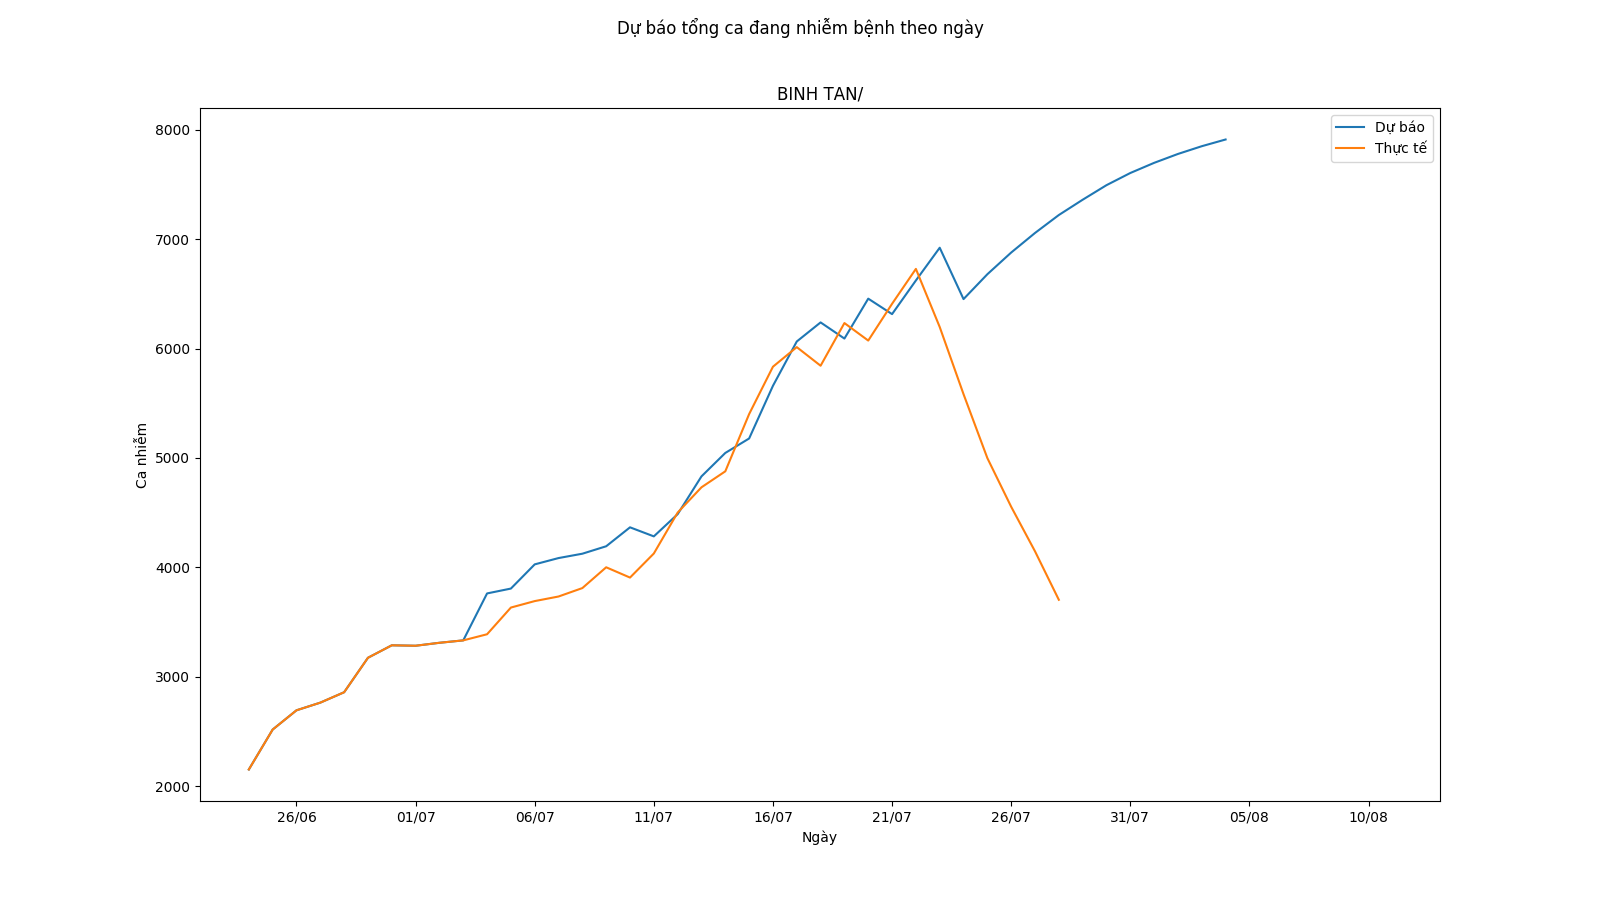 Dự báo tổng ca đang nhiễm bệnh theo ngày
BINH TAN/
Dự báo
Thực tế
8000
7000
6000
5000
4000
3000
2000
Ca nhiễm
26/06
01/07
06/07
11/07
16/07
21/07
26/07
31/07
05/08
10/08
Ngày